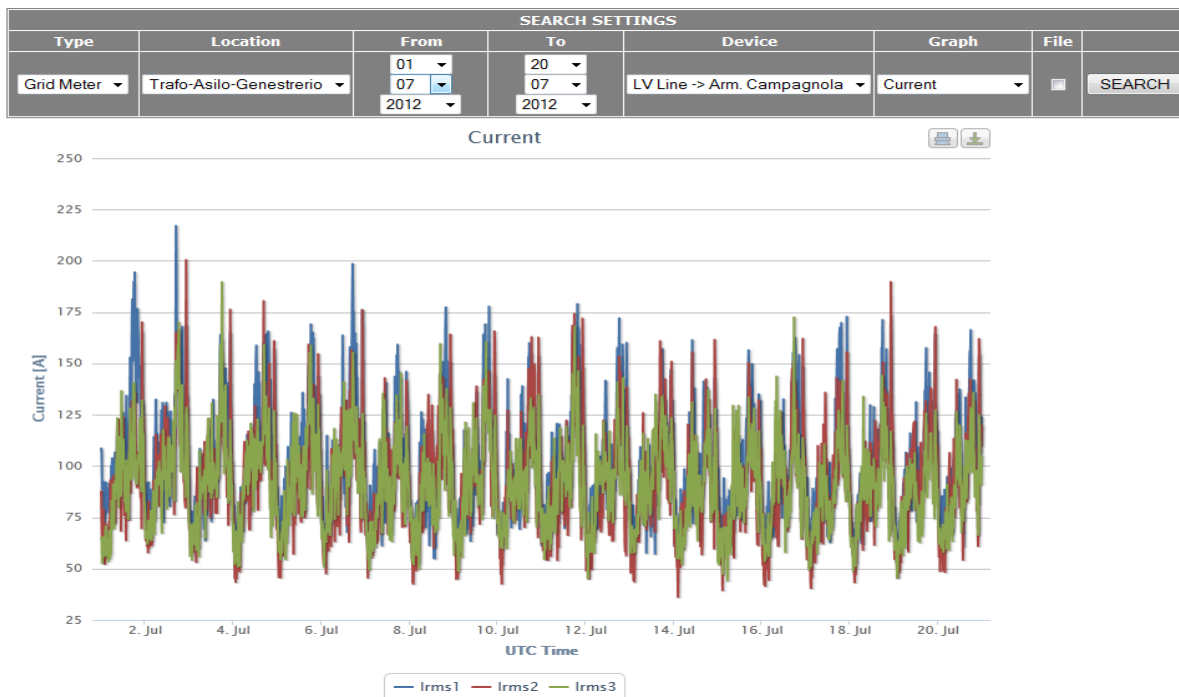 SEARCH SETTINGS
Type Location From To Device Graph File
Grid Meter Trafo-Asilo-Genestrerio 01 20 LV Line -> Arm. Campagnola Current SEARCH
07 07
2012 2012
Current
250
225
200
175
150
125
100
75
50
25
Current [A]
2. Jul 4. Jul 6. Jul 8. Jul 10. Jul 12. Jul 14. Jul 16. Jul 18. Jul 20. Jul
UTC Time
Irms1 Irms2 Irms3